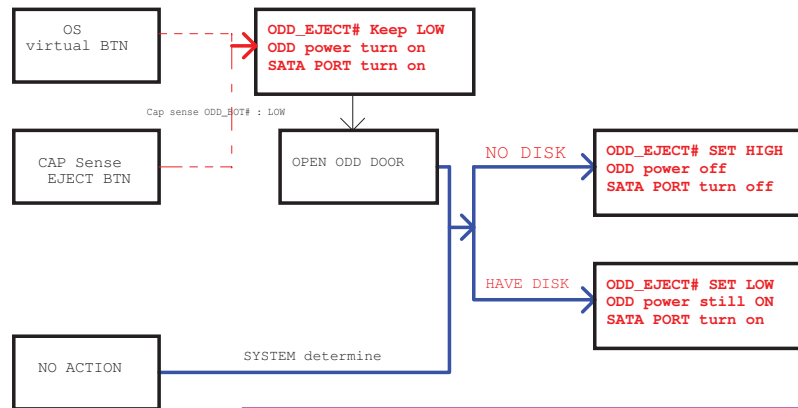 OS
virtual BTN
ODD_EJECT# Keep LOW
ODD power turn on
SATA PORT turn on
Cap sense ODD_BOT# : LOW
CAP Sense
EJECT BTN
OPEN ODD DOOR
NO DISK
ODD_EJECT# SET HIGH
ODD power off
SATA PORT turn off
HAVE DISK
ODD_EJECT# SET LOW
ODD power still ON
SATA PORT turn on
NO ACTION
SYSTEM determine